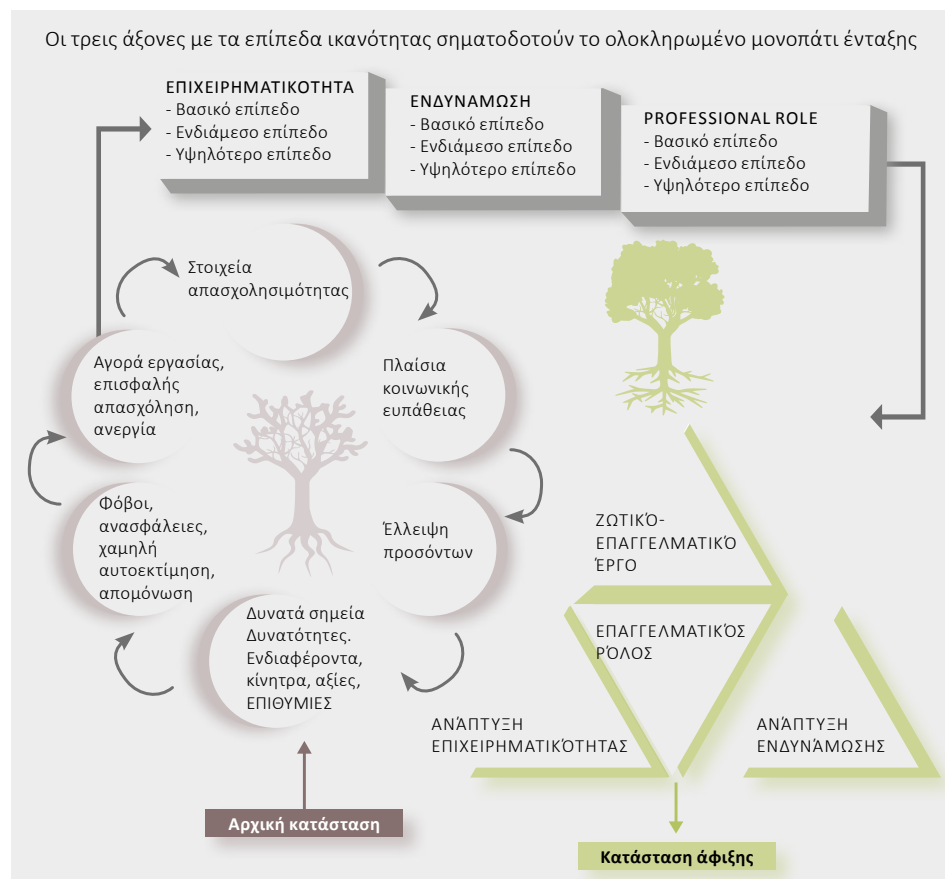 Οι τρεις άξονες με τα επίπεδα ικανότητας σηματοδοτούν το ολοκληρωμένο μονοπάτι ένταξης
ΕΠΙΧΕΙΡΗΜΑΤΙΚΟΤΗΤΑ
- Βασικό επίπεδο
- Ενδιάμεσο επίπεδο
- Υψηλότερο επίπεδο
ΕΝΔΥΝΑΜΩΣΗ
- Βασικό επίπεδο
- Ενδιάμεσο επίπεδο
- Υψηλότερο επίπεδο
PROFESSIONAL ROLE
- Βασικό επίπεδο
- Ενδιάμεσο επίπεδο
- Υψηλότερο επίπεδο
Στοιχεία
απασχολησιμότητας
Πλαίσια
κοινωνικής
ευπάθειας
Έλλειψη
προσόντων
Δυνατά σημεία
Δυνατότητες.
Ενδιαφέροντα,
κίνητρα, αξίες,
ΕΠΙΘΥΜΙΕΣ
Φόβοι,
ανασφάλειες,
χαμηλή
αυτοεκτίμηση,
απομόνωση
Αγορά εργασίας,
επισφαλής
απασχόληση,
ανεργία
Αρχική κατάσταση
ΖΩΤΙΚΌ-
ΕΠΑΓΓΕΛΜΑΤΙΚΌ
ΈΡΓΟ
ΕΠΑΓΓΕΛΜΑΤΙΚΌΣ
ΡΌΛΟΣ
ΑΝΆΠΤΥΞΗ
ΕΠΙΧΕΙΡΗΜΑΤΙΚΌΤΗΤΑΣ
ΑΝΆΠΤΥΞΗ
ΕΝΔΥΝΆΜΩΣΗΣ
Κατάσταση άφιξης